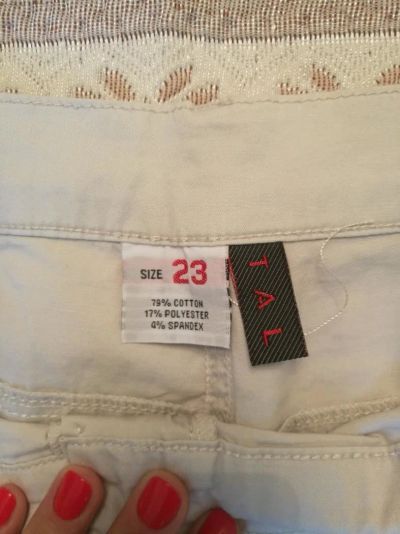 SIZE 23
79% COTTON
17% POLYESTER
4% SPANDEX
TAL